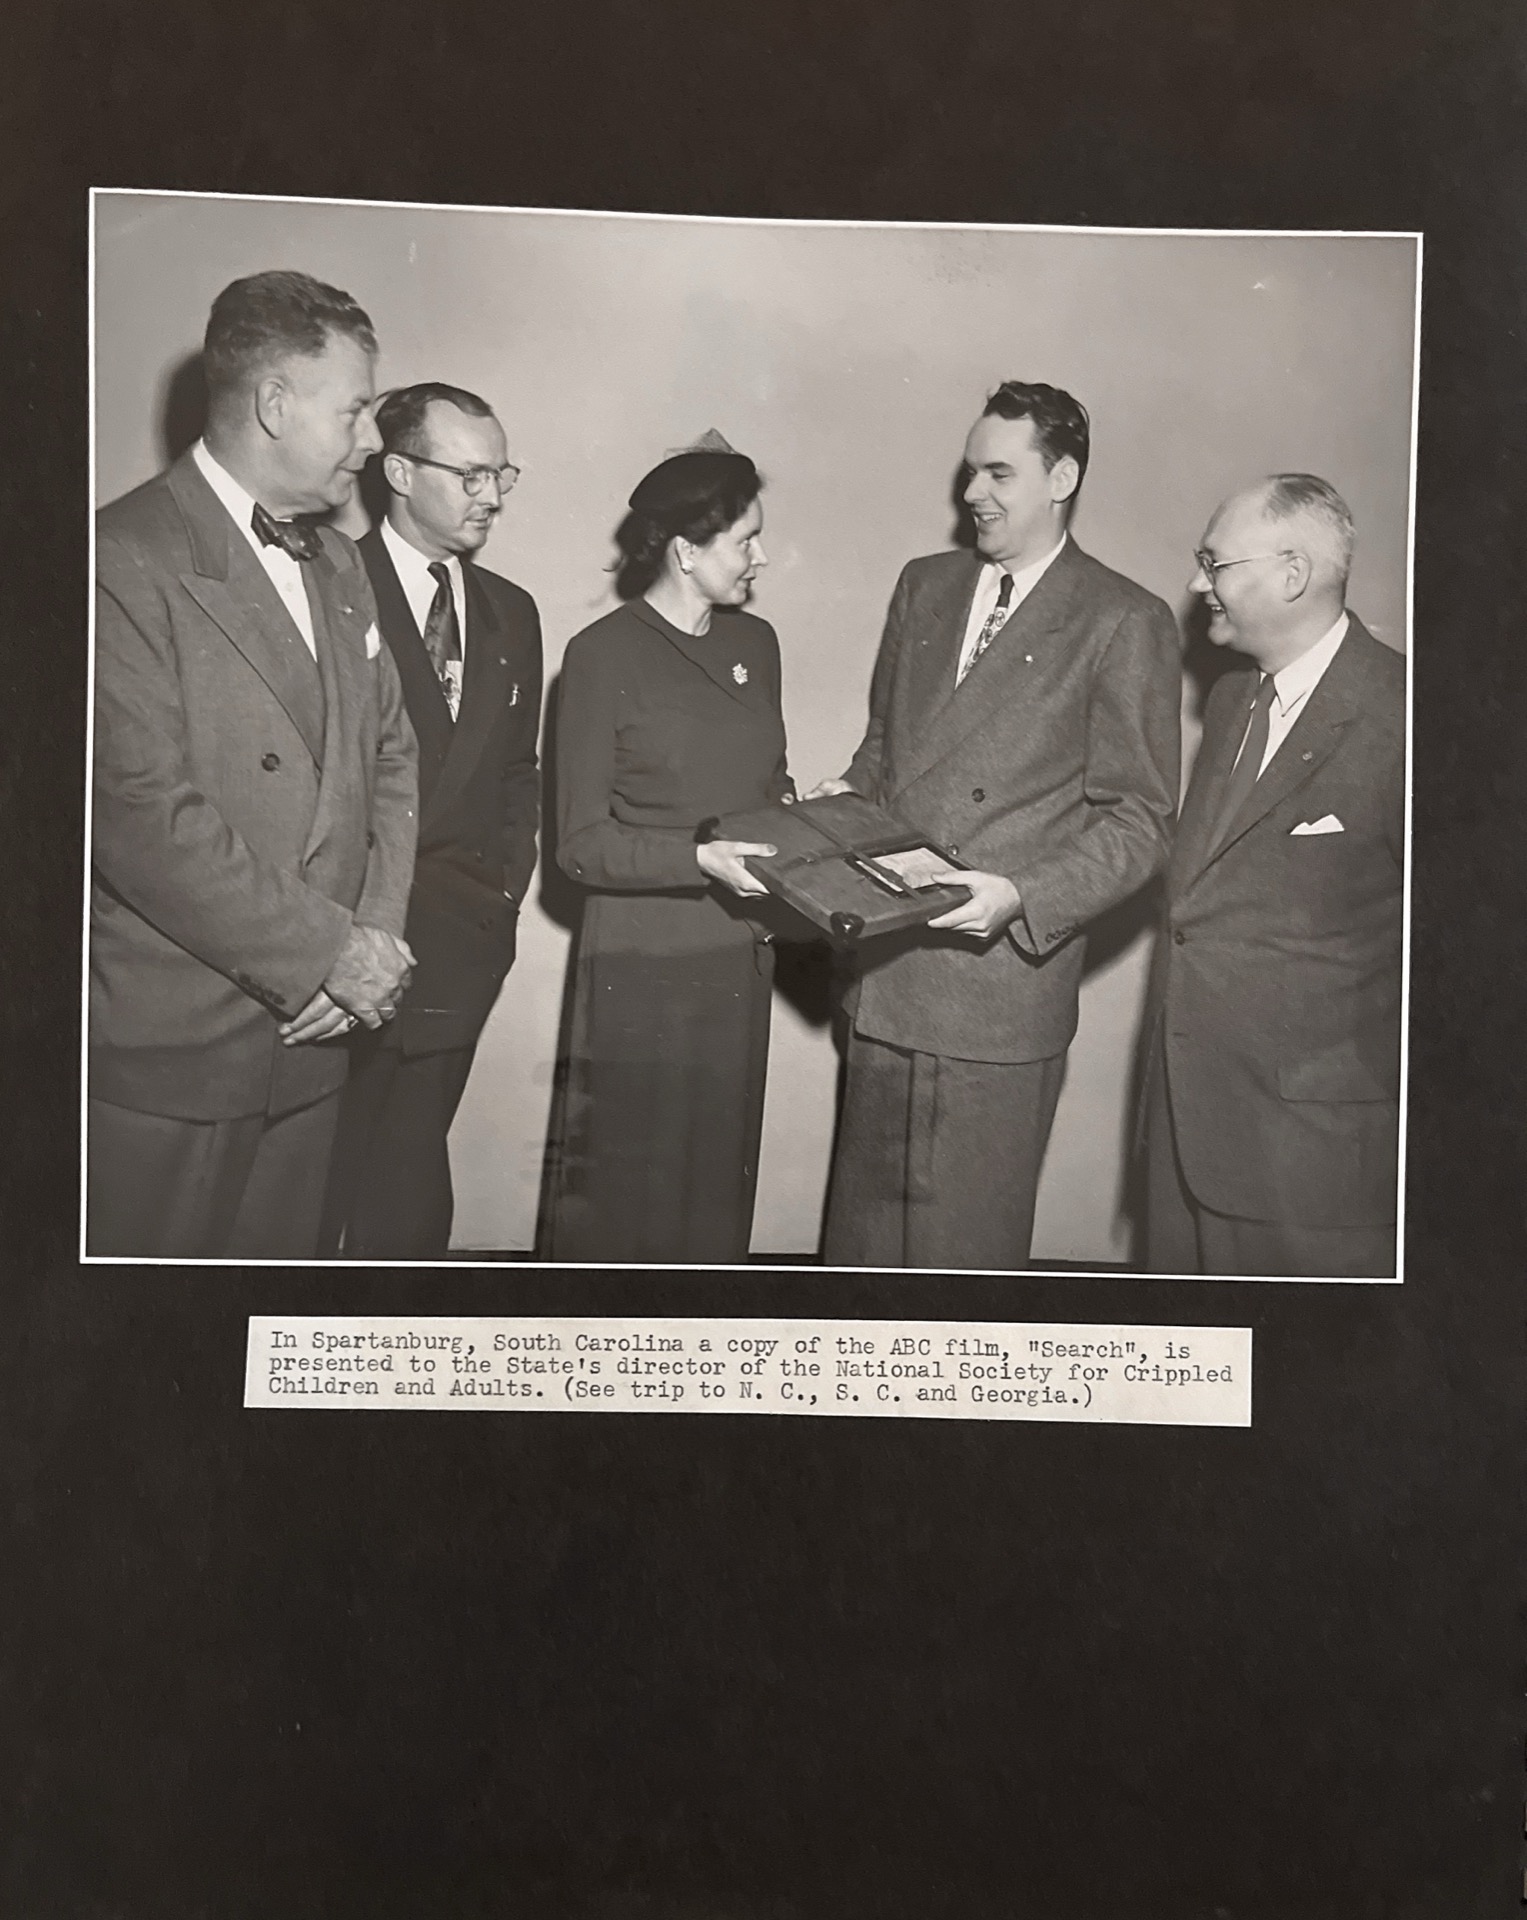 In Spartanburg, South Carolina a copy of the ABC film, "Search", is
presented to the State's director of the National Society for Crippled
Children and Adults. (See trip to N. C., S. C. and Georgia.)